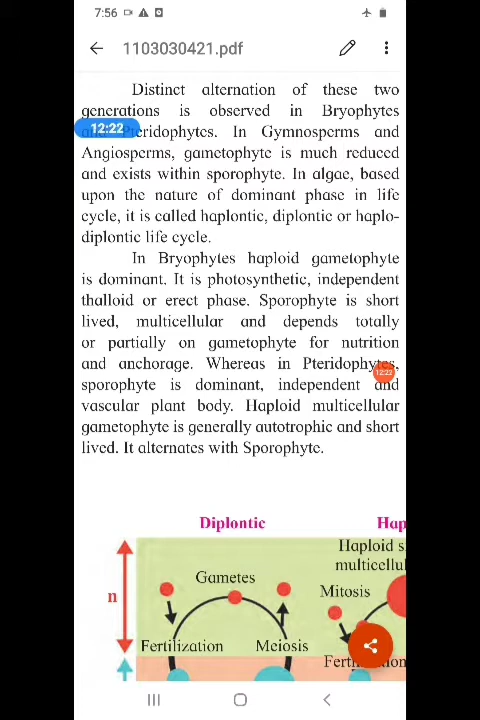 7:56
1103030421.pdf
Distinct alternation of these two
generations is observed in Bryophytes
12:22 Pteridophytes. In Gymnosperms and
Angiosperms, gametophyte is much reduced
and exists within sporophyte. In algae, based
upon the nature of dominant phase in life
cycle, it is called haplontic, diplontic or haplo-
diplontic life cycle.
In Bryophytes haploid gametophyte
is dominant. It is photosynthetic, independent
thalloid or erect phase. Sporophyte is short
lived, multicellular and depends totally
or partially on gametophyte for nutrition
and anchorage. Whereas in Pteridophytes,
12:22
sporophyte is dominant, independent and
vascular plant body. Haploid multicellular
gametophyte is generally autotrophic and short
lived. It alternates with Sporophyte.
Diplontic
Hap
Haploid s
multicellul
Gametes
Mitosis
n
Fertilization
Meiosis